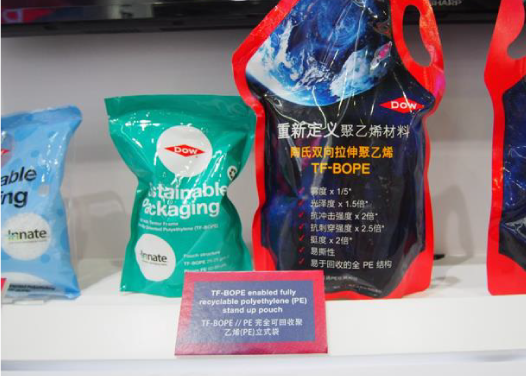 SHARP
DOW
重新定义聚乙烯材料
陶氏双向拉伸聚乙烯
TF-BOPE
雾度 x 1/5*
光泽度 x 1.5倍*
抗冲击强度 x 2倍*
抗刺穿强度 x 2.5倍*
挺度 x 2倍*
易撕性
易于回收的全 PE 结构
DOW
stainable
Packaging
nnate
able
ng
Innate
TF-BOPE enabled fully
recyclable polyethylene (PE)
stand up pouch
TF-BOPE // PE 完全可回收聚
乙烯(PE)立式袋